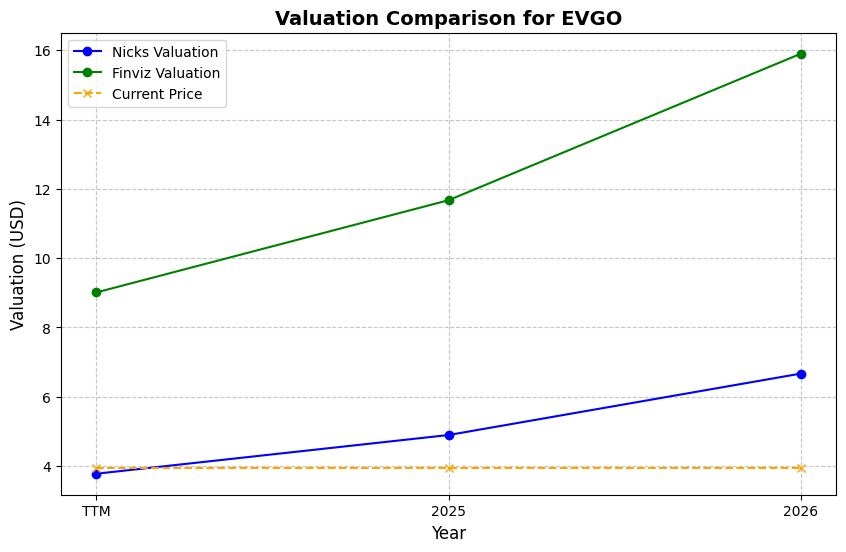 Valuation Comparison for EVGO
Nicks Valuation
Finviz Valuation
Current Price
Valuation (USD)
16
14
12
10
8
6
4
TTM
2025
2026
Year